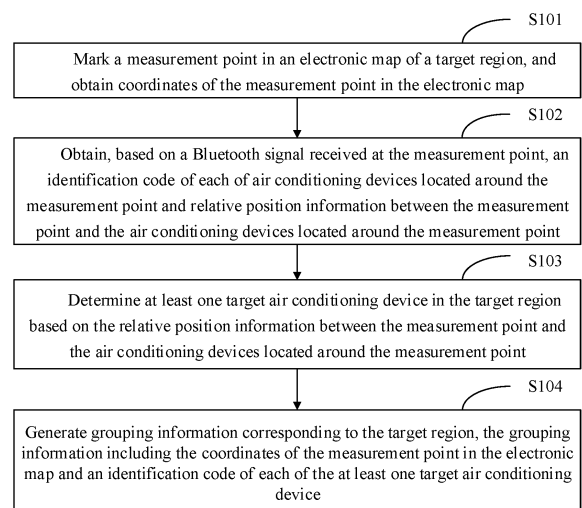 S101
Mark a measurement point in an electronic map of a target region, and
obtain coordinates of the measurement point in the electronic map
S102
Obtain, based on a Bluetooth signal received at the measurement point, an
identification code of each of air conditioning devices located around the
measurement point and relative position information between the measurement
point and the air conditioning devices located around the measurement point
S103
Determine at least one target air conditioning device in the target region
based on the relative position information between the measurement point and
the air conditioning devices located around the measurement point
S104
Generate grouping information corresponding to the target region, the grouping
information including the coordinates of the measurement point in the electronic
map and an identification code of each of the at least one target air conditioning
device